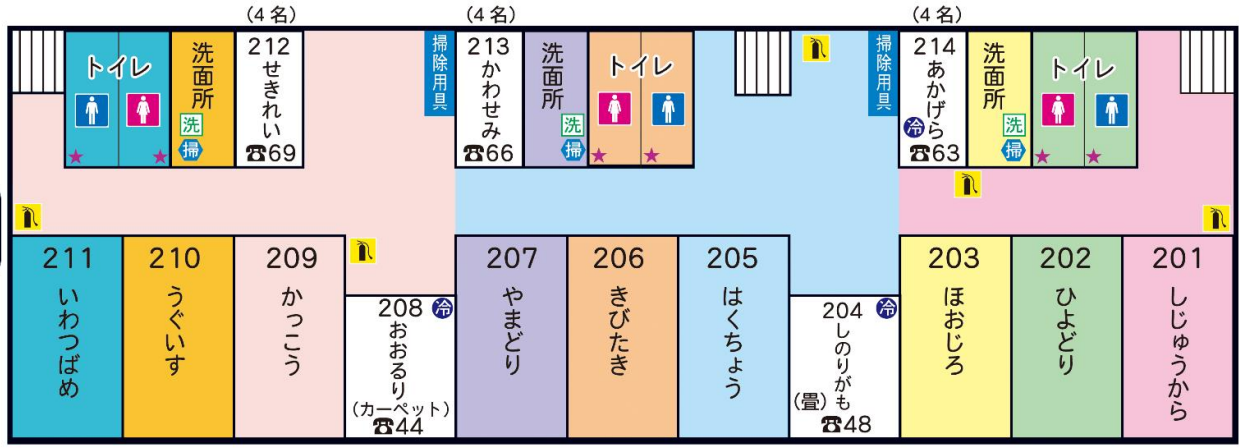 (4名)
(4名)
(4名)
トイレ
洗面所
洗
掃
212
せきれい
☎69
掃除用具
213
かわせみ
☎66
洗面所
洗
掃
トイレ
掃除用具
214
あかげら
冷
☎63
洗面所
洗
掃
トイレ
211
いわつばめ
210
うぐいす
209
かっこう
208
冷
おおるり
(カーペット)
☎44
207
やまどり
206
きびたき
205
はくちょう
204
冷
しのりがも
(畳)
☎48
203
ほおじろ
202
ひよどり
201
しじゅうから